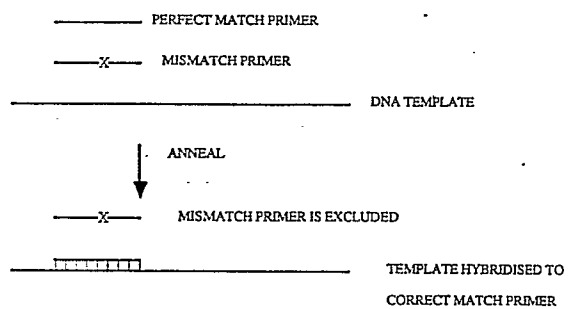 PERFECT MATCH PRIMER
X MISMATCH PRIMER
DNA TEMPLATE
ANNEAL
X MISMATCH PRIMER IS EXCLUDED
TEMPLATE HYBRIDISED TO
CORRECT MATCH PRIMER